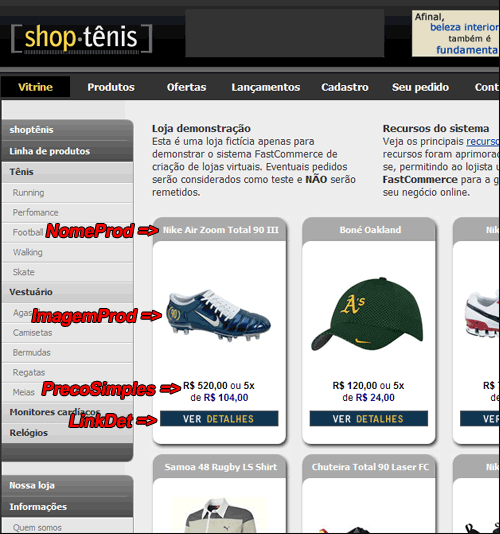 [shop·tênis]
Afinal,
beleza interior
também é
fundamenta
Vitrine Produtos Ofertas Lançamentos Cadastro Seu pedido Cont
shoptênis
Linha de produtos
Tênis
Running
Perfomance
Football
Walking
Skate
Vestuário
Agas
Camisetas
Bermudas
Regatas
Meias
Monitores cardíacos
Relógios
Nossa loja
Informações
Quem somos
Loja demonstração
Esta é uma loja fictícia apenas para
demonstrar o sistema FastCommerce de
criação de lojas virtuais. Eventuais pedidos
serão considerados como teste e NÃO serão
remetidos.
Recursos do sistema
Veja os principais recurso
recursos foram aprimorad
se, permitindo ao lojista u
FastCommerce para a g
seu negócio online.
NomeProd =>
ImagemProd =>
PrecoSimples =>
LinkDet =>
Nike Air Zoom Total 90 III
90
R$ 520,00 ou 5x
de R$ 104,00
VER DETALHES
Boné Oakland
A's
R$ 120,00 ou 5x
de R$ 24,00
VER DETALHES
Nik
R$
de
VE
Samoa 48 Rugby LS Shirt
Chuteira Total 90 Laser FC